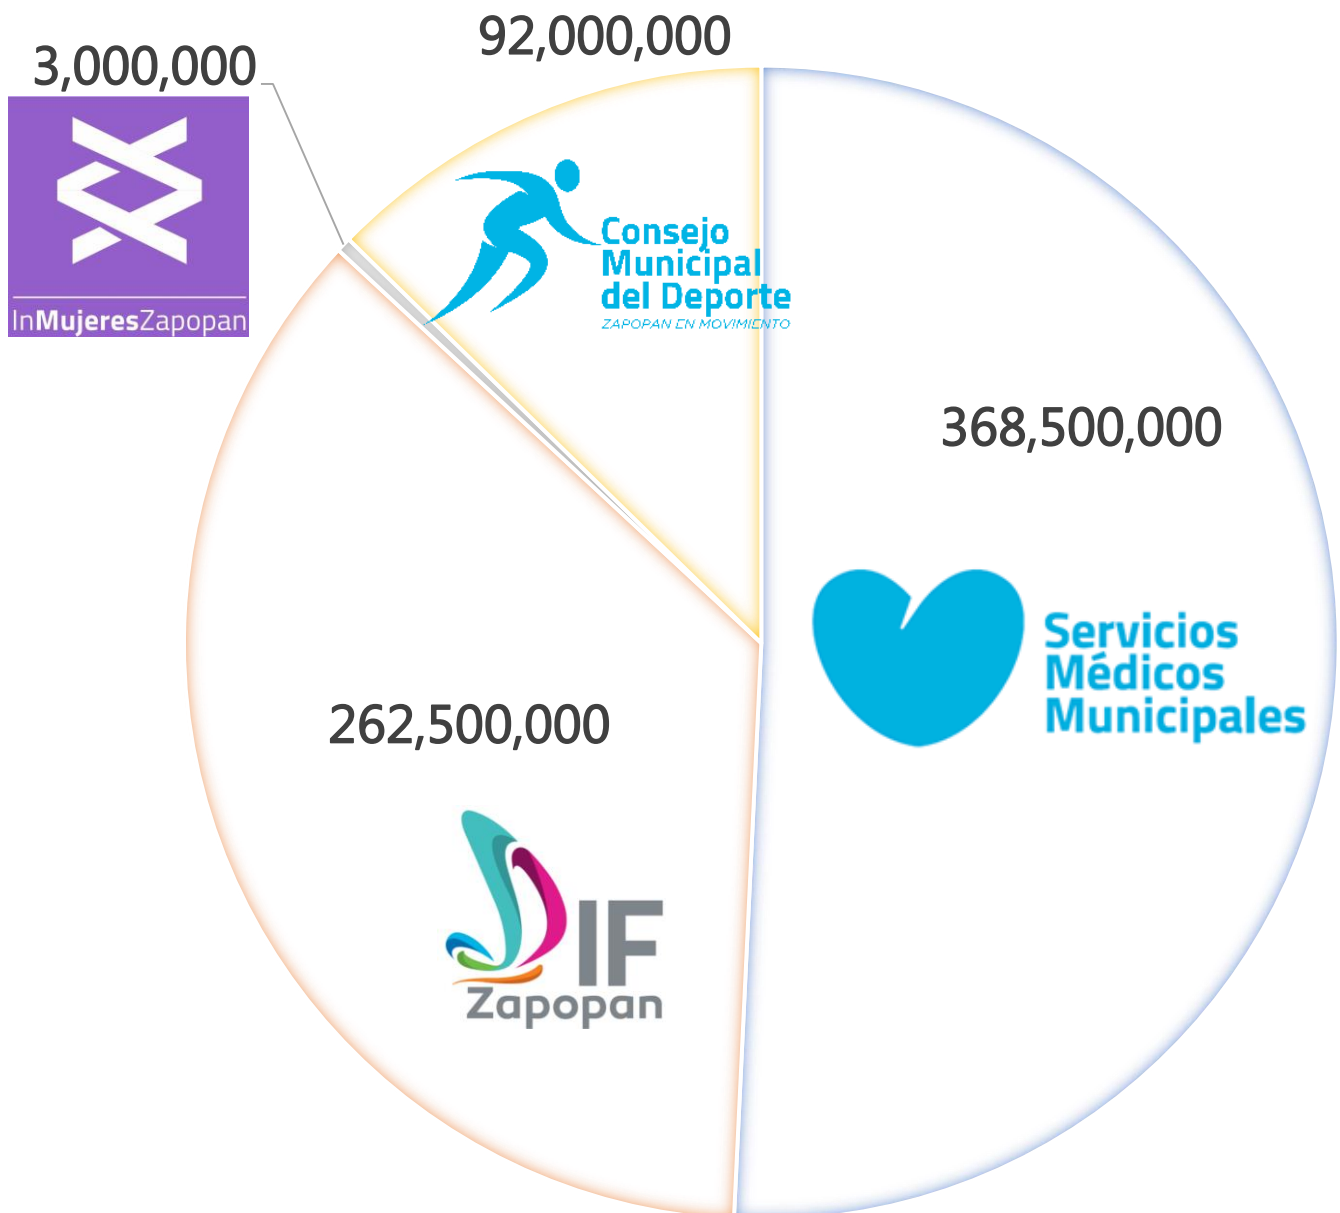 92,000,000
3,000,000
InMujeresZapopan
Consejo
Municipal
del Deporte
ZAPOPAN EN MOVIMIENTO
368,500,000
Servicios
Médicos
Municipales
262,500,000
DIF
Zapopan